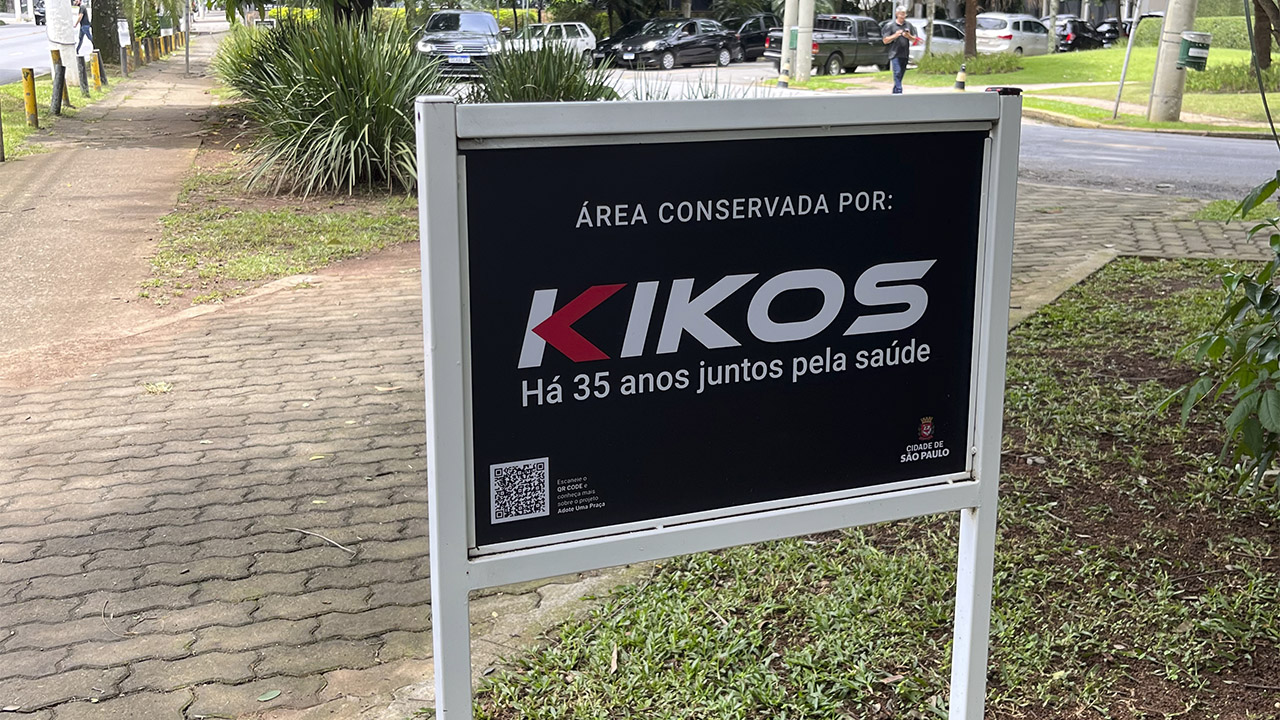 ÁREA CONSERVADA POR:
KIKOS
Há 35 anos juntos pela saúde
Escaneie o
QR CODE e
conheça mais
sobre o projeto
Adote Uma Praça
CIDADE DE
SÃO PAULO